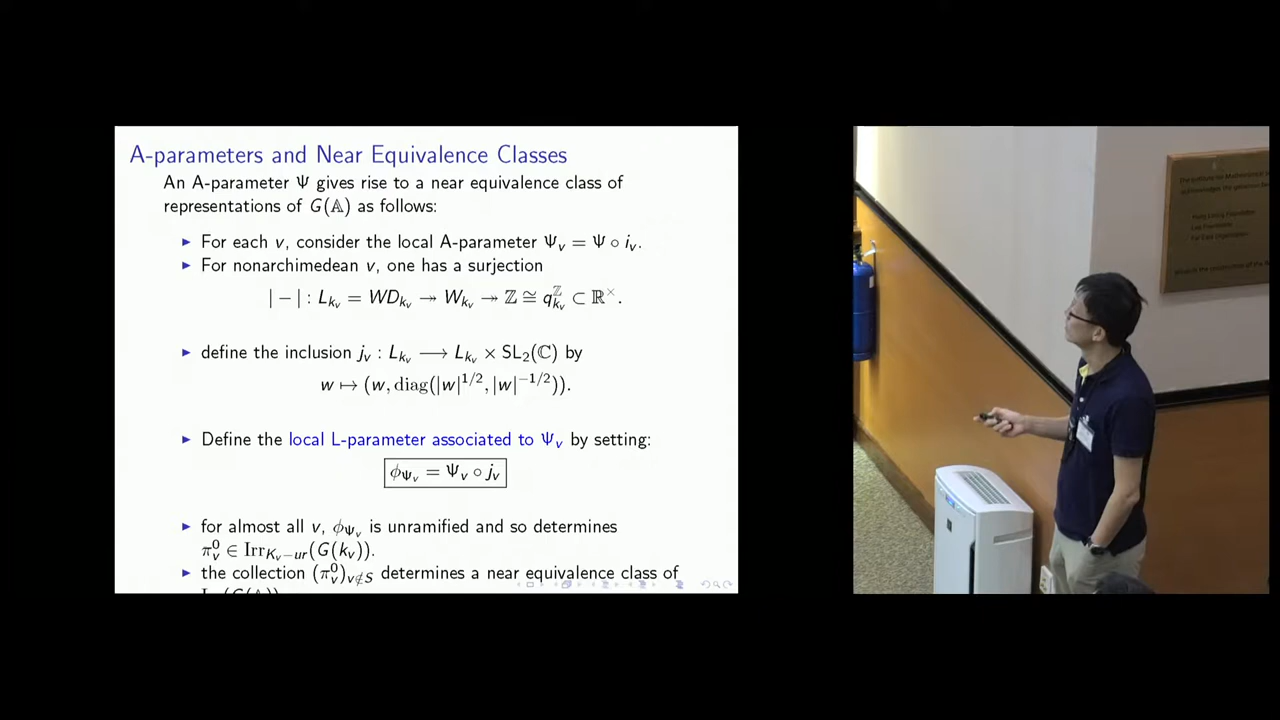 A-parameters and Near Equivalence Classes
An A-parameter Ψ gives rise to a near equivalence class of
representations of G(𝔸) as follows:
▶ For each v, consider the local A-parameter Ψ_v = Ψ ∘ i_v.
▶ For nonarchimedean v, one has a surjection
| − | : L_{k_v} = WD_{k_v} ↠ W_{k_v} ↠ ℤ ≅ q_{k_v}^ℤ ⊂ ℝ^×.
▶ define the inclusion j_v : L_{k_v} ⟶ L_{k_v} × SL_2(ℂ) by
w ↦ (w, diag(|w|^{1/2}, |w|^{−1/2})).
▶ Define the local L-parameter associated to Ψ_v by setting:
ϕ_{Ψ_v} = Ψ_v ∘ j_v
▶ for almost all v, ϕ_{Ψ_v} is unramified and so determines
π_v^0 ∈ Irr_{K_v−ur}(G(k_v)).
▶ the collection (π_v^0)_{v∉S} determines a near equivalence class of